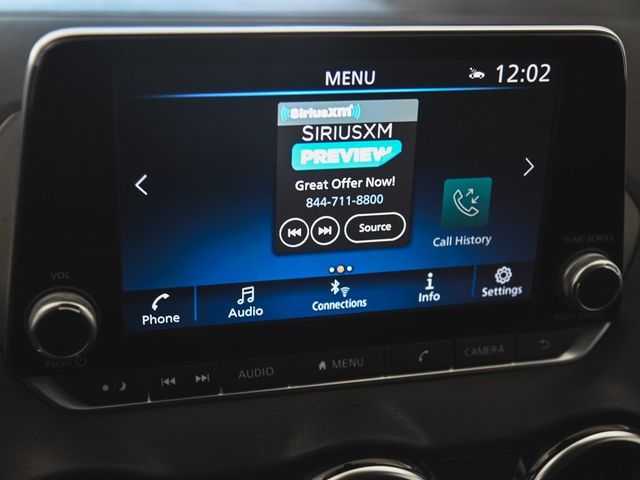 MENU
12:02
SiriusXM
SIRIUSXM
PREVIEW
Great Offer Now!
844-711-8800
Source
Call History
Phone
Audio
Connections
Info
Settings
VOL
PUSH
TUNE·SCROLL
AUDIO
MENU
CAMERA